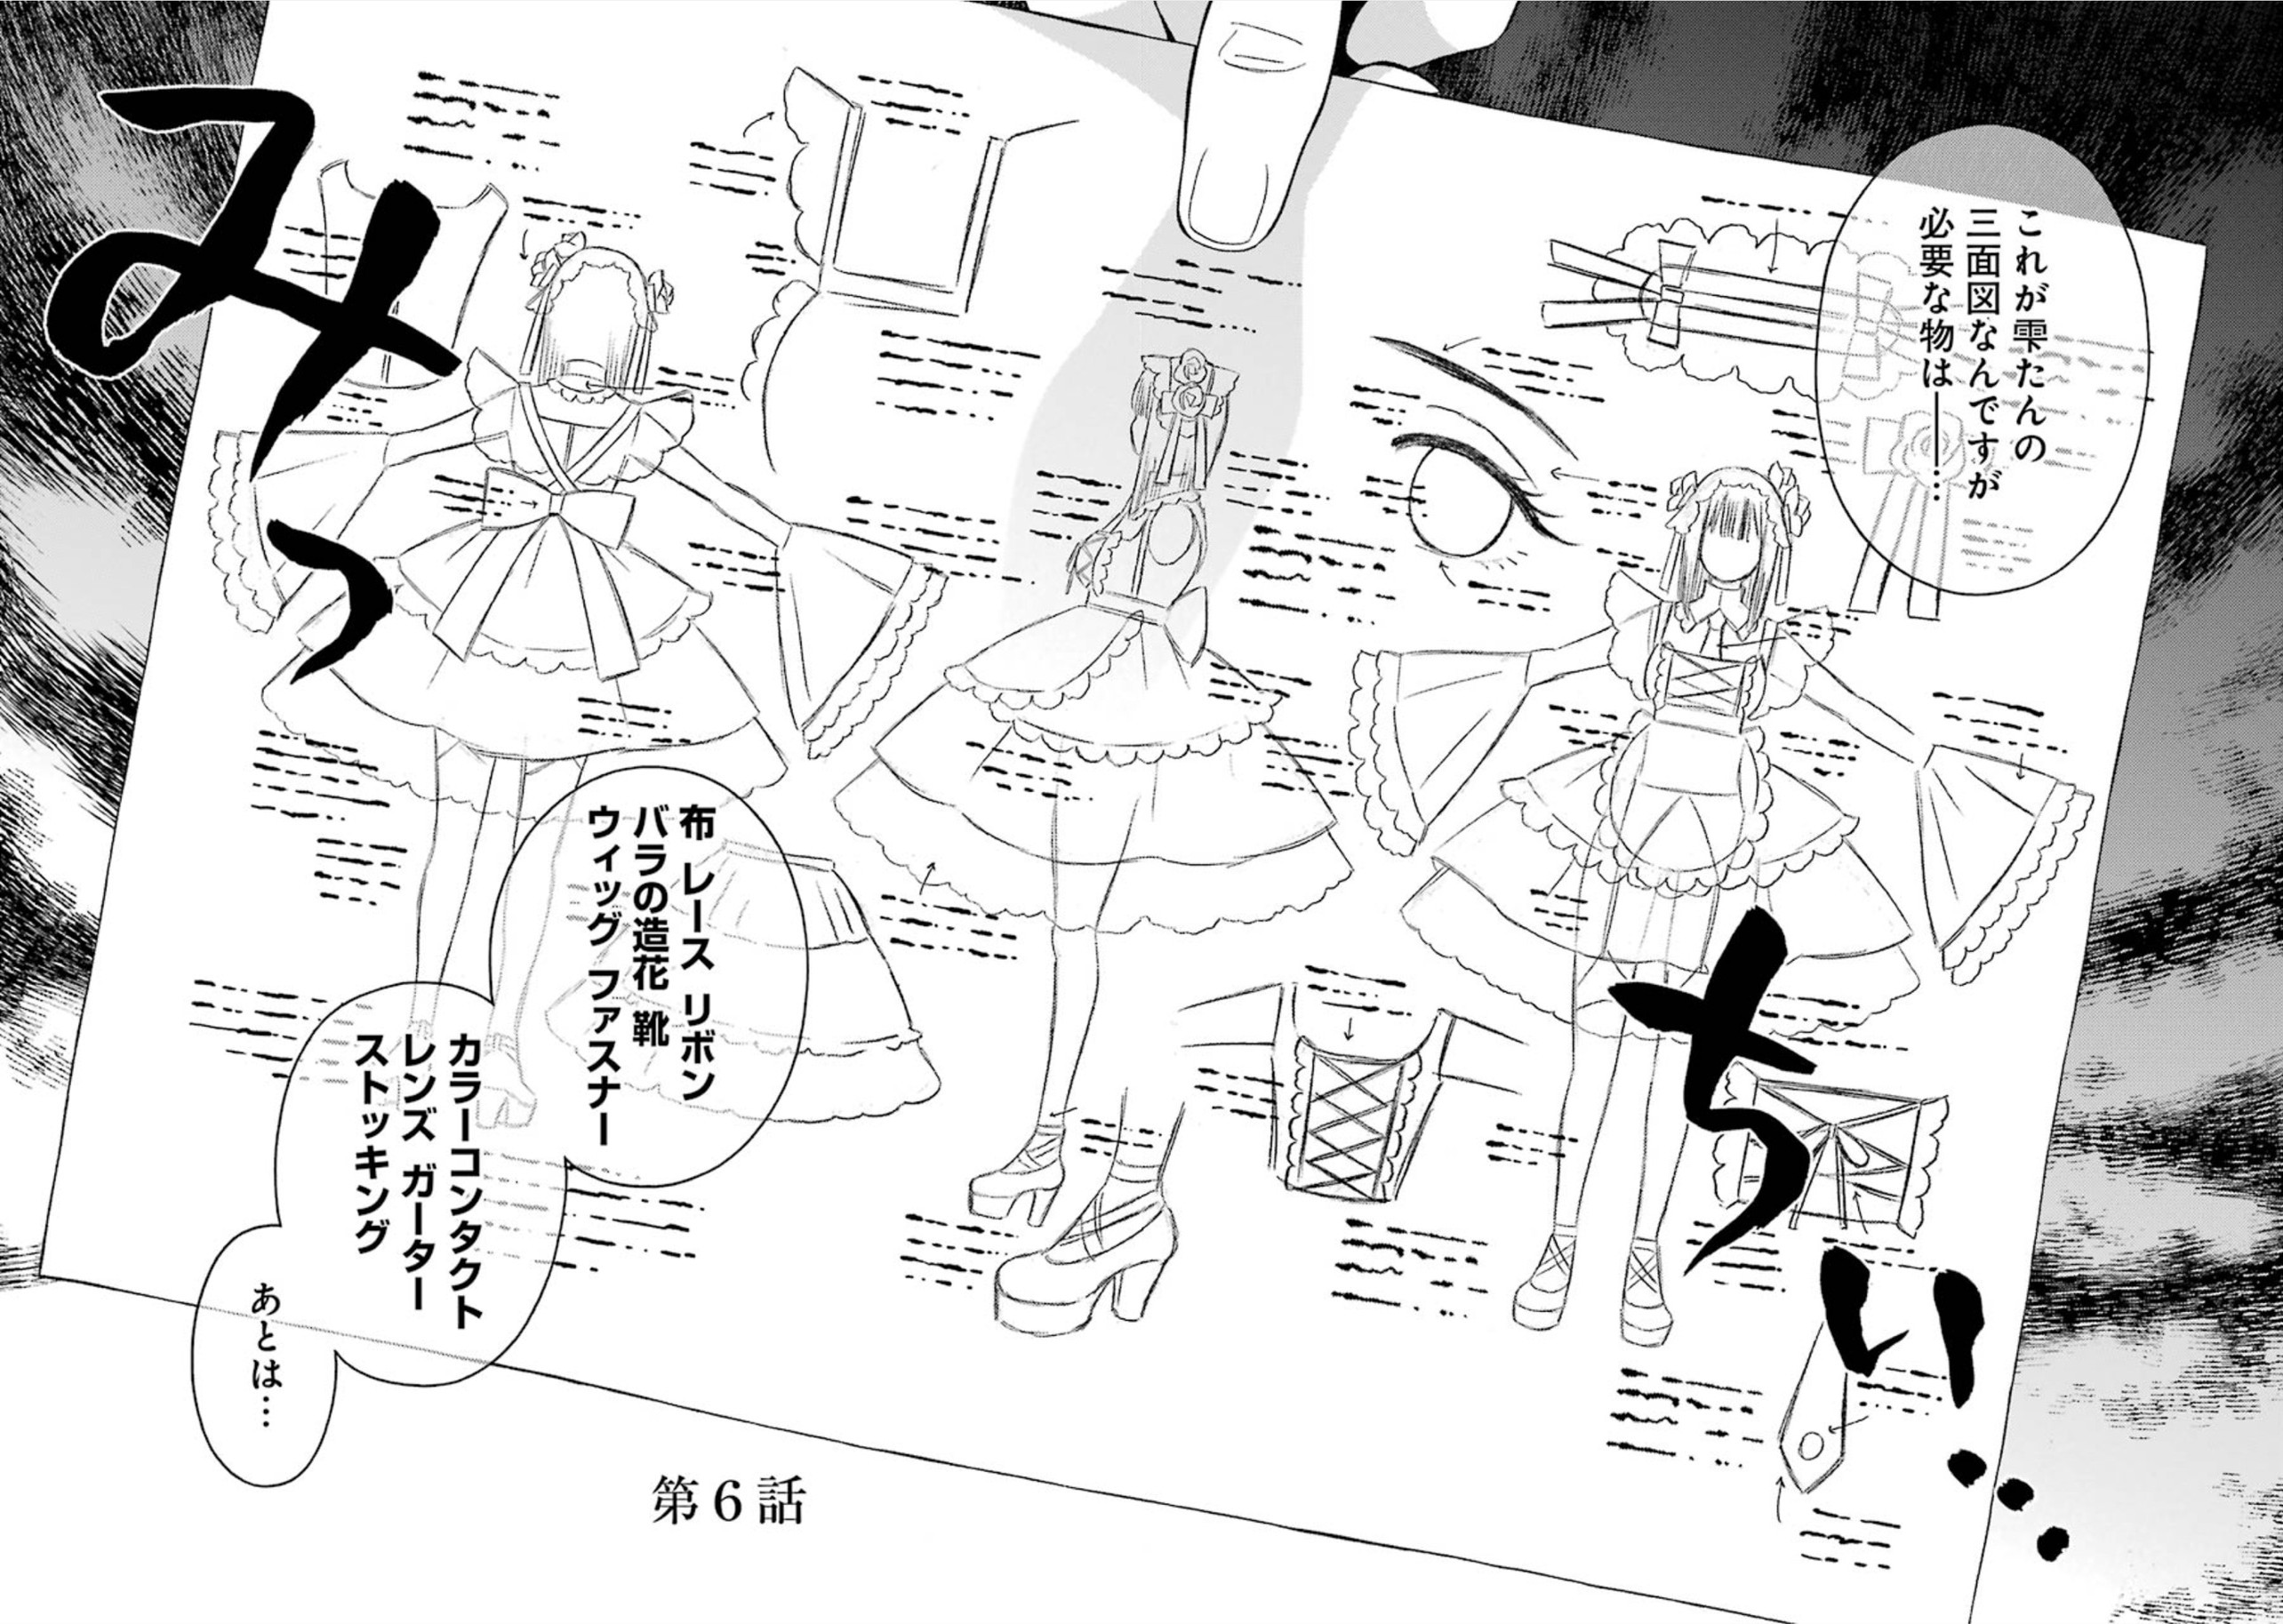 これが雫たんの
三面図なんですが
必要な物は――…
布 レース リボン
バラの造花 靴
ウィッグ ファスナー
カラーコンタクト
レンズ ガーター
ストッキング
あとは…
みっ
ちい…
第6話